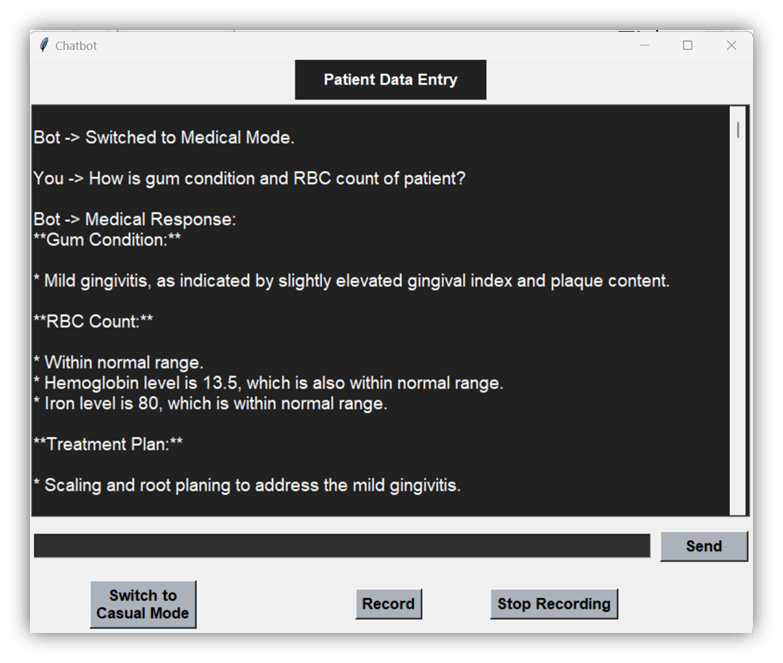 Chatbot
Patient Data Entry
Bot -> Switched to Medical Mode.
You -> How is gum condition and RBC count of patient?
Bot -> Medical Response:
**Gum Condition:**
* Mild gingivitis, as indicated by slightly elevated gingival index and plaque content.
**RBC Count:**
* Within normal range.
* Hemoglobin level is 13.5, which is also within normal range.
* Iron level is 80, which is within normal range.
**Treatment Plan:**
* Scaling and root planing to address the mild gingivitis.
Send
Switch to
Casual Mode
Record
Stop Recording